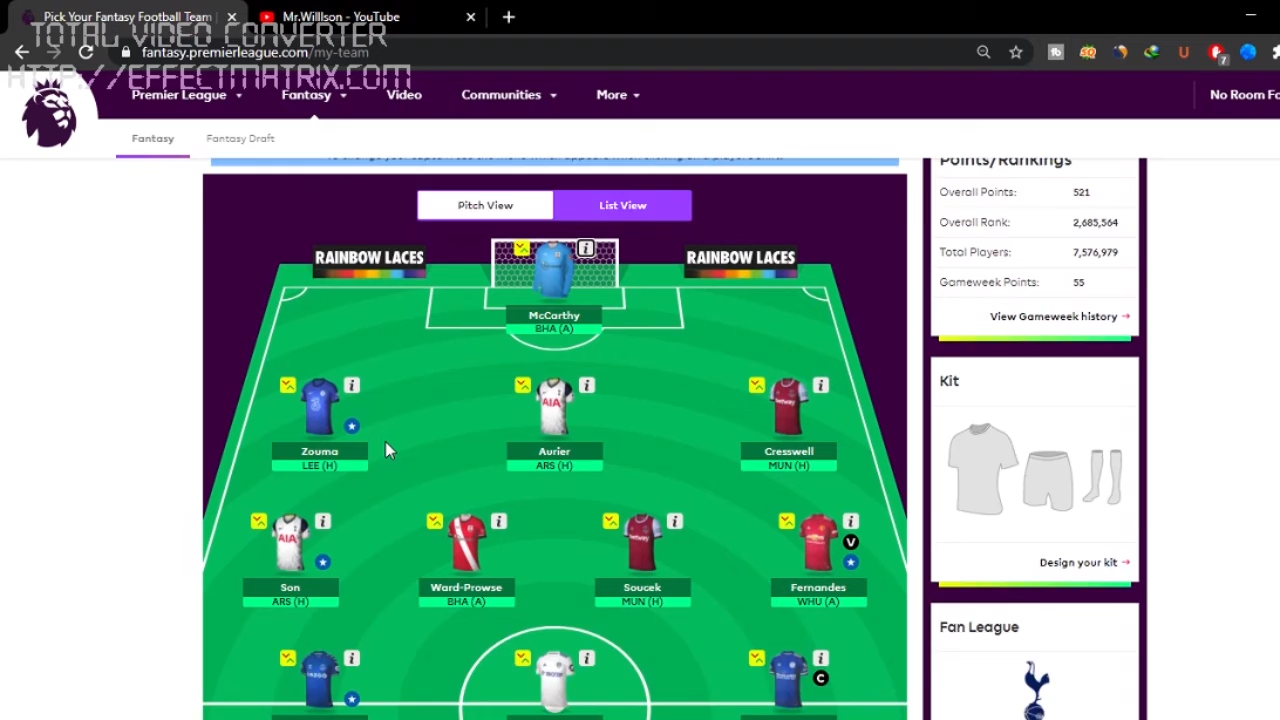 Pick Your Fantasy Football Team
Mr.Willson - YouTube
TOTAL VIDEO CONVERTER
fantasy.premierleague.com/my-team
HTTP://EFFECTMATRIX.COM
7
Premier League
Fantasy
Video
Communities
More
No Room Fo
Fantasy
Fantasy Draft
Points/Rankings
Overall Points: 521
Overall Rank: 2,685,564
Total Players: 7,576,979
Gameweek Points: 55
View Gameweek history
Pitch View
List View
RAINBOW LACES
RAINBOW LACES
McCarthy
BHA (A)
AIA
Zouma
LEE (H)
Aurier
ARS (H)
Cresswell
MUN (H)
Kit
Design your kit
AIA
V
Son
ARS (H)
Ward-Prowse
BHA (A)
Soucek
MUN (H)
Fernandes
WHU (A)
Fan League
C